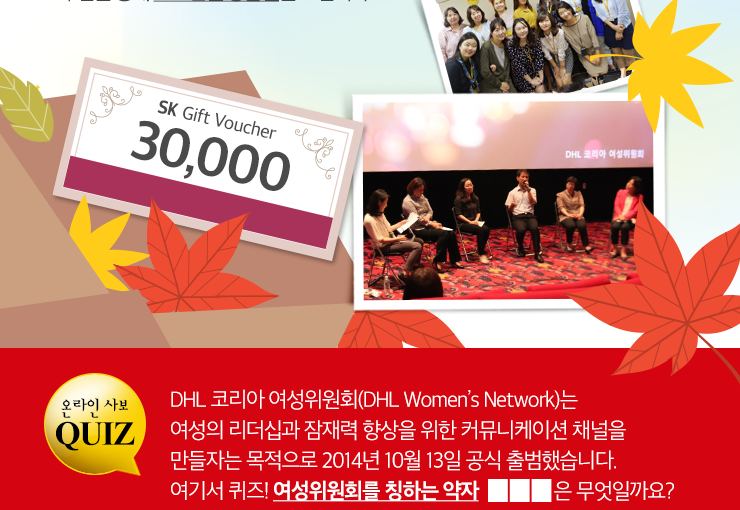 SK Gift Voucher
30,000
DHL 코리아 여성위원회
온라인 사보
QUIZ
DHL 코리아 여성위원회(DHL Women's Network)는
여성의 리더십과 잠재력 향상을 위한 커뮤니케이션 채널을
만들자는 목적으로 2014년 10월 13일 공식 출범했습니다.
여기서 퀴즈! 여성위원회를 칭하는 약자 ■■■은 무엇일까요?